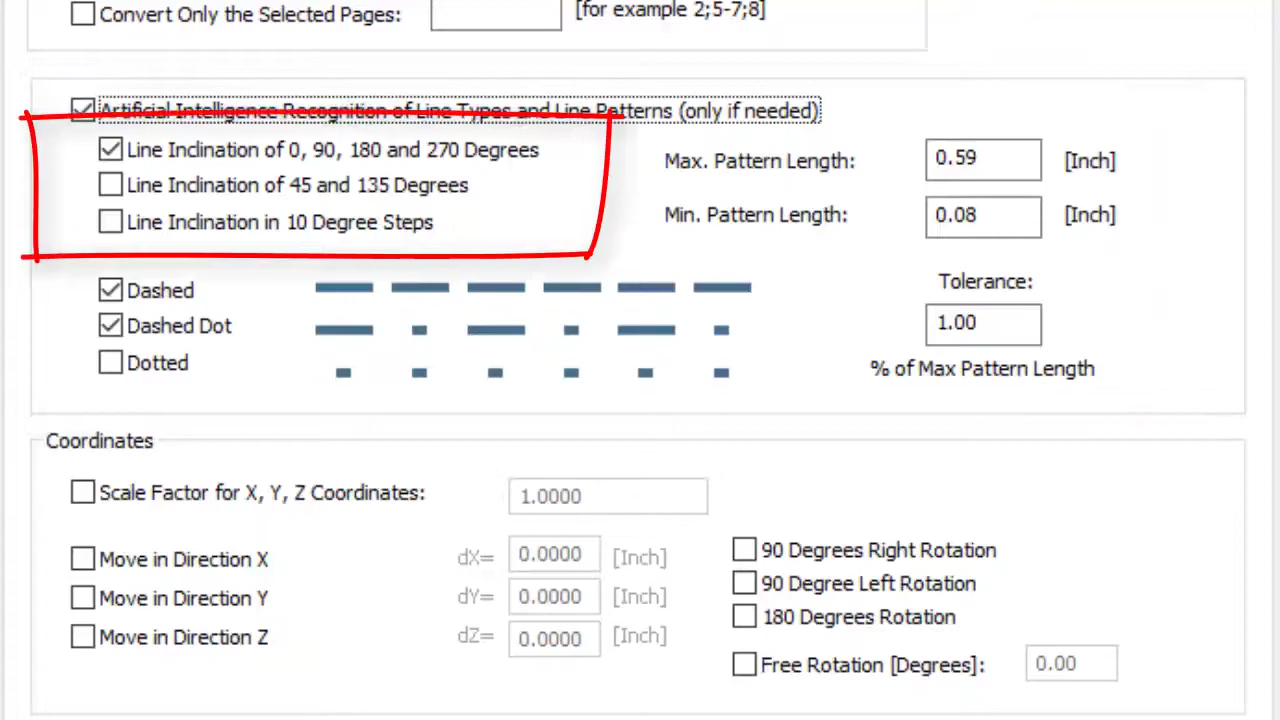 Convert Only the Selected Pages: [for example 2;5-7;8]
Artificial Intelligence Recognition of Line Types and Line Patterns (only if needed)
Line Inclination of 0, 90, 180 and 270 Degrees
Line Inclination of 45 and 135 Degrees
Line Inclination in 10 Degree Steps
Max. Pattern Length: 0.59 [Inch]
Min. Pattern Length: 0.08 [Inch]
Dashed
Dashed Dot
Dotted
Tolerance:
1.00
% of Max Pattern Length
Coordinates
Scale Factor for X, Y, Z Coordinates: 1.0000
Move in Direction X dX= 0.0000 [Inch]
Move in Direction Y dY= 0.0000 [Inch]
Move in Direction Z dZ= 0.0000 [Inch]
90 Degrees Right Rotation
90 Degree Left Rotation
180 Degrees Rotation
Free Rotation [Degrees]: 0.00